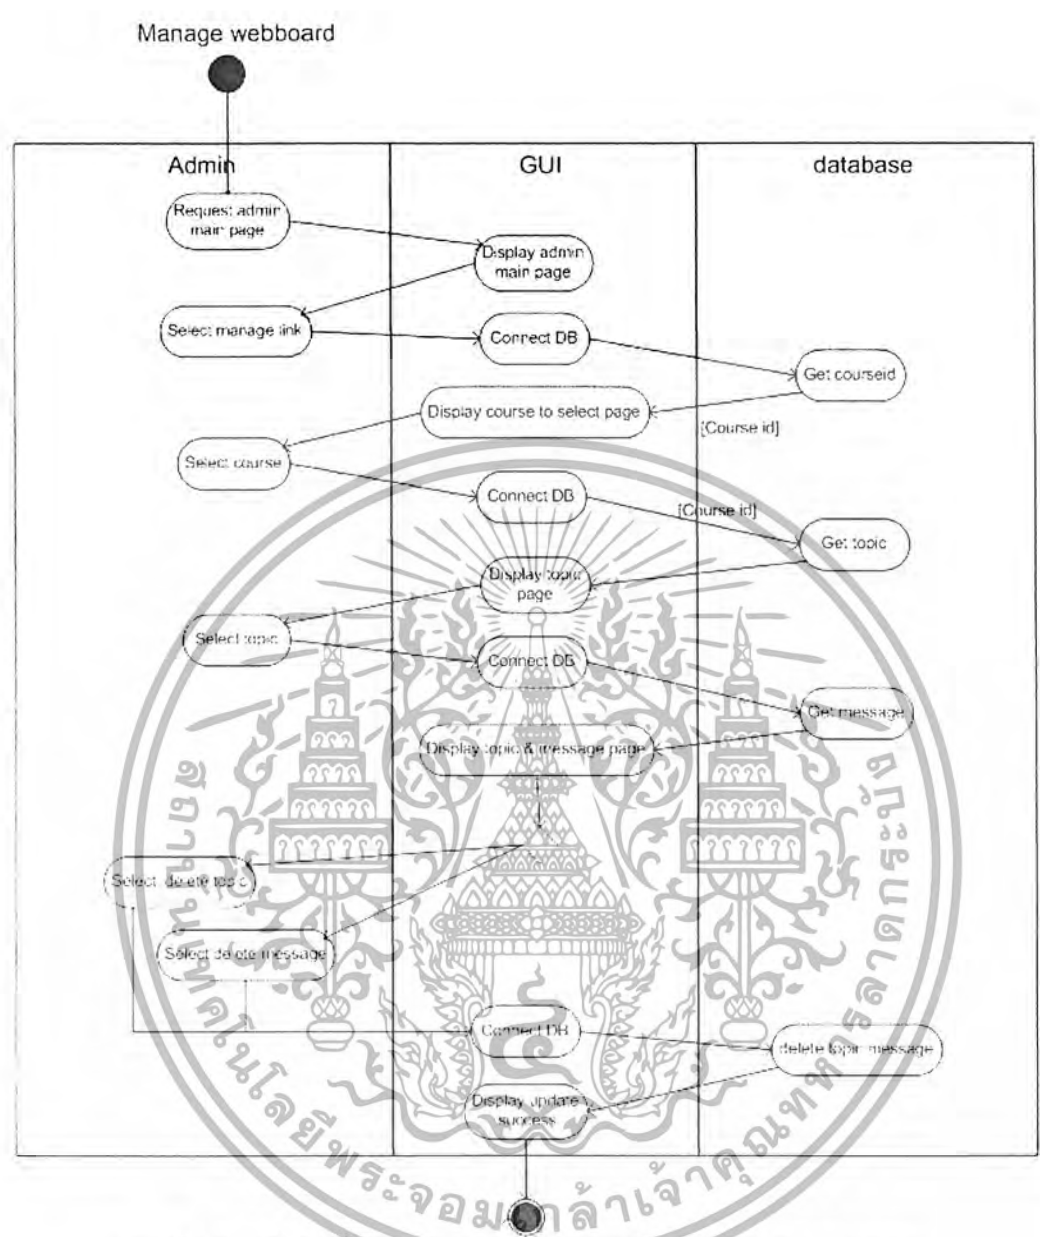 Manage webboard
Admin
GUI
database
Request admin
main page
Display admin
main page
Select manage link
Connect DB
Get courseid
Display course to select page
[Course id]
Select course
Connect DB
[Course id]
Get topic
Display topic
page
Select topic
Connect DB
Get message
Display topic & message page
Select delete topic
Select delete message
Connect DB
delete topic message
Display update
success